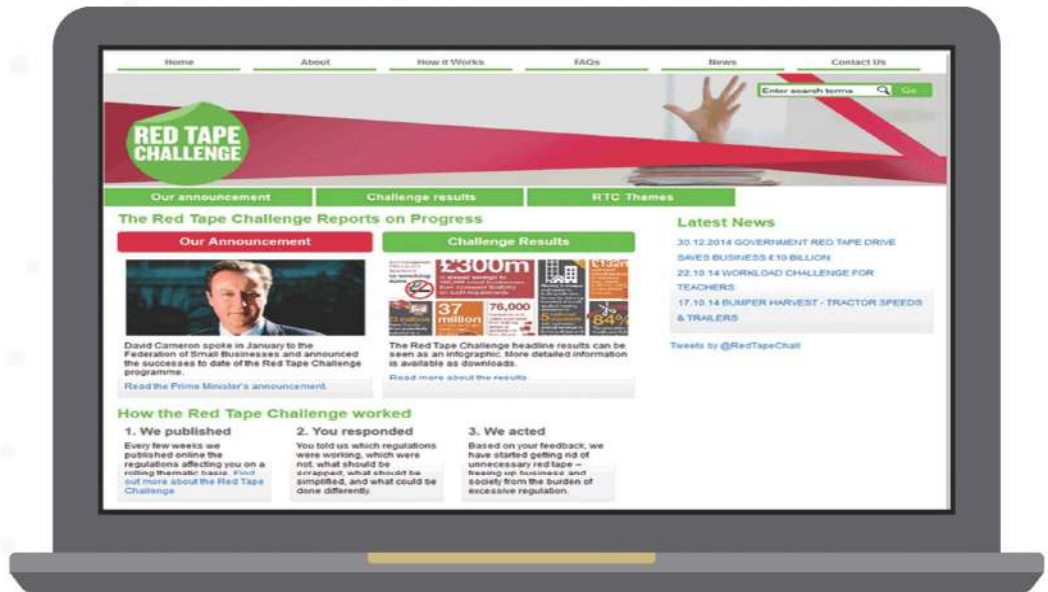 Home About How it Works FAQs News Contact Us
Enter search terms Go
RED TAPE
CHALLENGE
Our announcement Challenge results RTC Themes
The Red Tape Challenge Reports on Progress
Our Announcement
David Cameron spoke in January to the
Federation of Small Businesses and announced
the successes to date of the Red Tape Challenge
programme.
Read the Prime Minister's announcement.
Challenge Results
£300m
in annual savings to
37
million
76,000
84%
The Red Tape Challenge headline results can be
seen as an infographic. More detailed information
is available as downloads.
Read more about the results
Latest News
30.12.2014 GOVERNMENT RED TAPE DRIVE
SAVES BUSINESS £10 BILLION
22.10.14 WORKLOAD CHALLENGE FOR
TEACHERS
17.10.14 BUMPER HARVEST - TRACTOR SPEEDS
& TRAILERS
Tweets by @RedTapeChall
How the Red Tape Challenge worked
1. We published
Every few weeks we
published online the
regulations affecting you on a
rolling thematic basis. Find
out more about the Red Tape
Challenge
2. You responded
You told us which regulations
were working, which were
not, what should be
scrapped, what should be
simplified, and what could be
done differently.
3. We acted
Based on your feedback, we
have started getting rid of
unnecessary red tape –
freeing up business and
society from the burden of
excessive regulation.